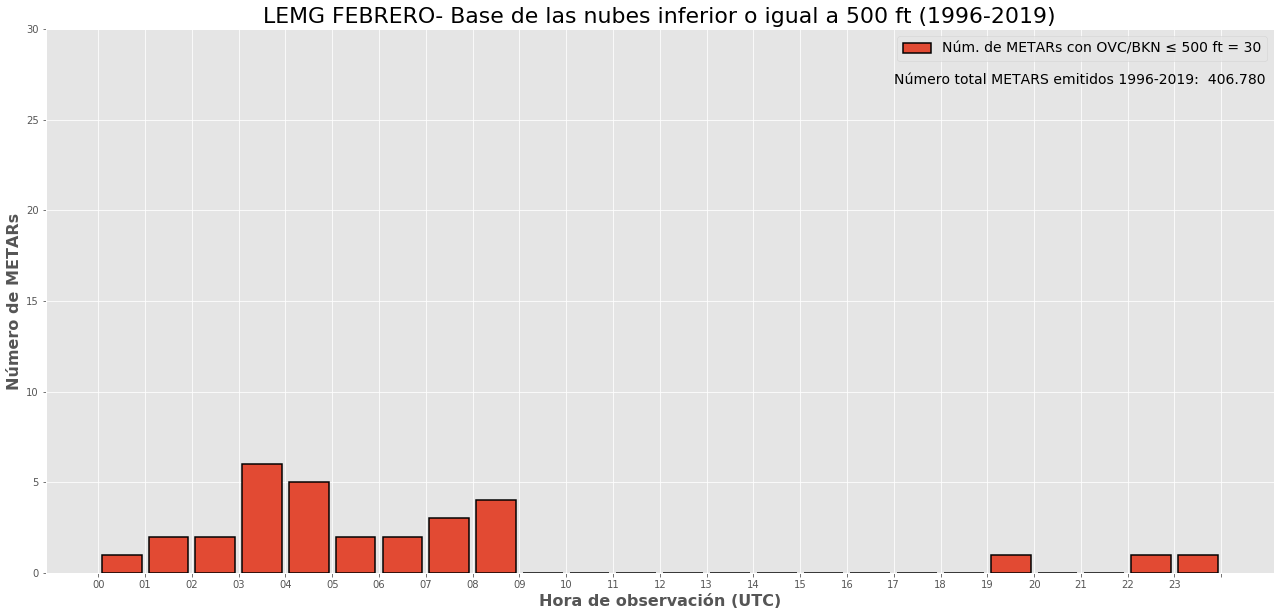 LEMG FEBRERO- Base de las nubes inferior o igual a 500 ft (1996-2019)
Núm. de METARs con OVC/BKN ≤ 500 ft = 30
Número total METARS emitidos 1996-2019:  406.780
30
25
20
15
10
5
0
Número de METARs
00 01 02 03 04 05 06 07 08 09 10 11 12 13 14 15 16 17 18 19 20 21 22 23
Hora de observación (UTC)